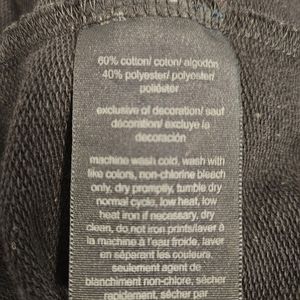 60% cotton/ coton/ algodón
40% polyester/ polyester/
poliéster
exclusive of decoration/ sauf
décoration/ excluye la
decoración
machine wash cold, wash with
like colors, non-chlorine bleach
only, dry promptly, tumble dry
normal cycle, low heat, low
heat iron if necessary, dry
clean, do not iron prints/ laver à
la machine à l'eau froide, laver
en séparant les couleurs,
seulement agent de
blanchiment non-chlore, sécher
rapidement, sécher par